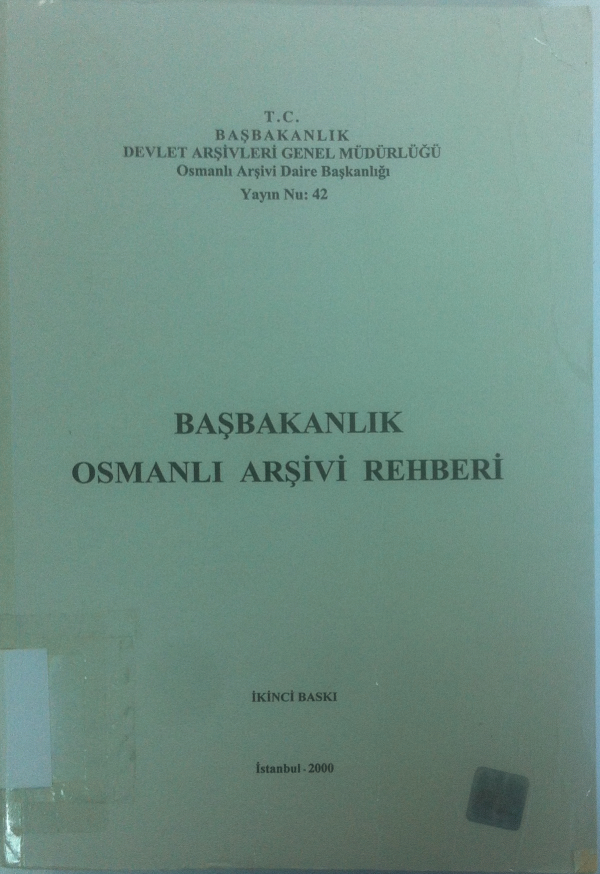 T.C.
BAŞBAKANLIK
DEVLET ARŞİVLERİ GENEL MÜDÜRLÜĞÜ
Osmanlı Arşivi Daire Başkanlığı
Yayın Nu: 42
BAŞBAKANLIK
OSMANLI ARŞİVİ REHBERİ
İKİNCİ BASKI
İstanbul - 2000